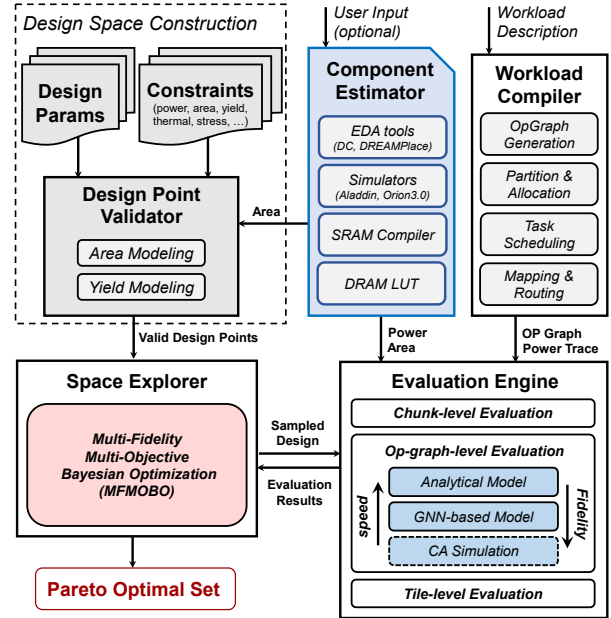 Design Space Construction
Design
Params
Constraints
(power, area, yield,
thermal, stress, ...)
Design Point
Validator
Area Modeling
Yield Modeling
Area
User Input
(optional)
Component
Estimator
EDA tools
(DC, DREAMPlace)
Simulators
(Aladdin, Orion3.0)
SRAM Compiler
DRAM LUT
Workload
Description
Workload
Compiler
OpGraph
Generation
Partition &
Allocation
Task
Scheduling
Mapping &
Routing
Valid Design Points
Power
Area
OP Graph
Power Trace
Space Explorer
Multi-Fidelity
Multi-Objective
Bayesian Optimization
(MFMOBO)
Sampled
Design
Evaluation
Results
Evaluation Engine
Chunk-level Evaluation
Op-graph-level Evaluation
speed
Analytical Model
GNN-based Model
CA Simulation
Fidelity
Tile-level Evaluation
Pareto Optimal Set